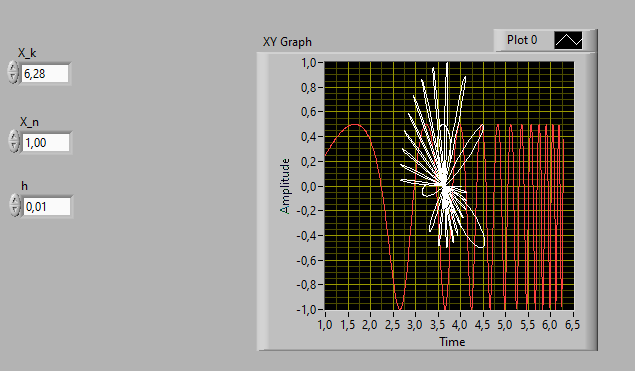 X_k
6,28
X_n
1,00
h
0,01
XY Graph
Plot 0
Amplitude
1,0
0,8
0,6
0,4
0,2
0,0
-0,2
-0,4
-0,6
-0,8
-1,0
1,0 1,5 2,0 2,5 3,0 3,5 4,0 4,5 5,0 5,5 6,0 6,5
Time